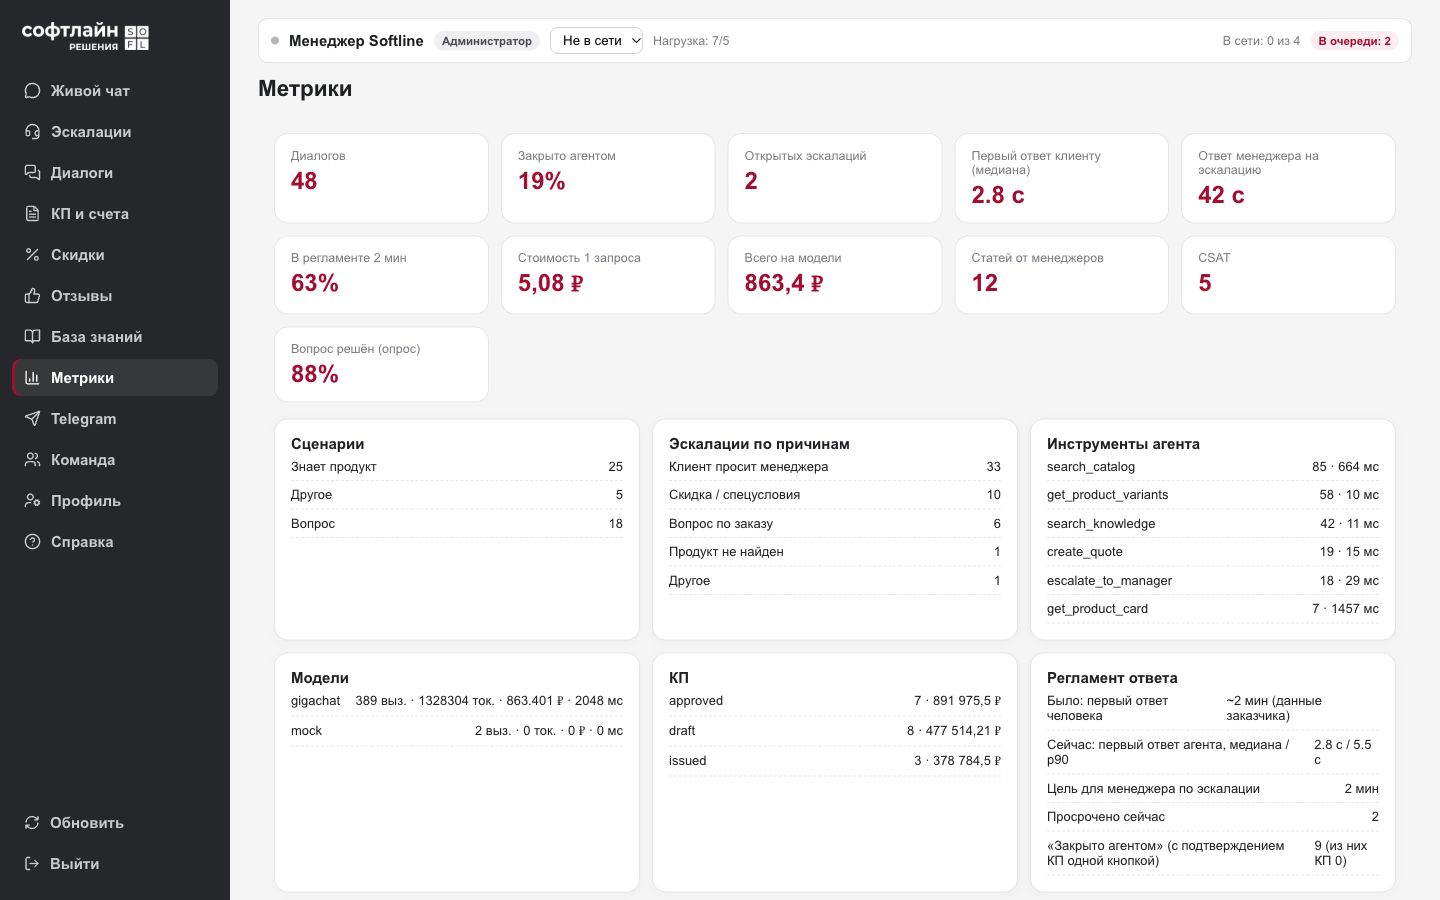 софтлайн
РЕШЕНИЯ
SO
FL
Живой чат
Эскалации
Диалоги
КП и счета
Скидки
Отзывы
База знаний
Метрики
Telegram
Команда
Профиль
Справка
Обновить
Выйти
Менеджер Softline Администратор Не в сети Нагрузка: 7/5 В сети: 0 из 4 В очереди: 2
Метрики
Диалогов
48
Закрыто агентом
19%
Открытых эскалаций
2
Первый ответ клиенту
(медиана)
2.8 с
Ответ менеджера на
эскалацию
42 с
В регламенте 2 мин
63%
Стоимость 1 запроса
5,08 ₽
Всего на модели
863,4 ₽
Статей от менеджеров
12
CSAT
5
Вопрос решён (опрос)
88%
Сценарии
Знает продукт 25
Другое 5
Вопрос 18
Эскалации по причинам
Клиент просит менеджера 33
Скидка / спецусловия 10
Вопрос по заказу 6
Продукт не найден 1
Другое 1
Инструменты агента
search_catalog 85 · 664 мс
get_product_variants 58 · 10 мс
search_knowledge 42 · 11 мс
create_quote 19 · 15 мс
escalate_to_manager 18 · 29 мс
get_product_card 7 · 1457 мс
Модели
gigachat 389 выз. · 1328304 ток. · 863.401 ₽ · 2048 мс
mock 2 выз. · 0 ток. · 0 ₽ · 0 мс
КП
approved 7 · 891 975,5 ₽
draft 8 · 477 514,21 ₽
issued 3 · 378 784,5 ₽
Регламент ответа
Было: первый ответ ~2 мин (данные
человека заказчика)
Сейчас: первый ответ агента, медиана / 2.8 с / 5.5
p90 с
Цель для менеджера по эскалации 2 мин
Просрочено сейчас 2
«Закрыто агентом» (с подтверждением 9 (из них
КП одной кнопкой) КП 0)